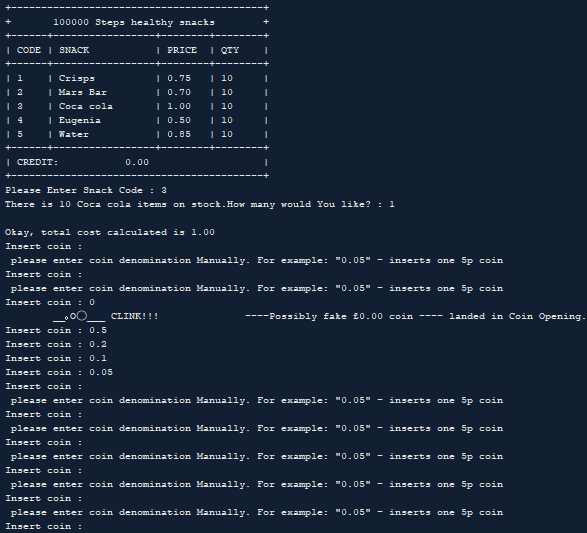 +---------------------------------------------+
+ 100000 Steps healthy snacks +
+------+------------------+---------+---------+
| CODE | SNACK | PRICE | QTY |
+------+------------------+---------+---------+
| 1 | Crisps | 0.75 | 10 |
| 2 | Mars Bar | 0.70 | 10 |
| 3 | Coca cola | 1.00 | 10 |
| 4 | Eugenia | 0.50 | 10 |
| 5 | Water | 0.85 | 10 |
+------+------------------+---------+---------+
| CREDIT: 0.00 |
+---------------------------------------------+
Please Enter Snack Code : 3
There is 10 Coca cola items on stock.How many would You like? : 1
Okay, total cost calculated is 1.00
Insert coin :
please enter coin denomination Manually. For example: "0.05" - inserts one 5p coin
Insert coin :
please enter coin denomination Manually. For example: "0.05" - inserts one 5p coin
Insert coin : 0
__｡o◯___ CLINK!!! ----Possibly fake £0.00 coin ---- landed in Coin Opening.
Insert coin : 0.5
Insert coin : 0.2
Insert coin : 0.1
Insert coin : 0.05
Insert coin :
please enter coin denomination Manually. For example: "0.05" - inserts one 5p coin
Insert coin :
please enter coin denomination Manually. For example: "0.05" - inserts one 5p coin
Insert coin :
please enter coin denomination Manually. For example: "0.05" - inserts one 5p coin
Insert coin :
please enter coin denomination Manually. For example: "0.05" - inserts one 5p coin
Insert coin :
please enter coin denomination Manually. For example: "0.05" - inserts one 5p coin
Insert coin :